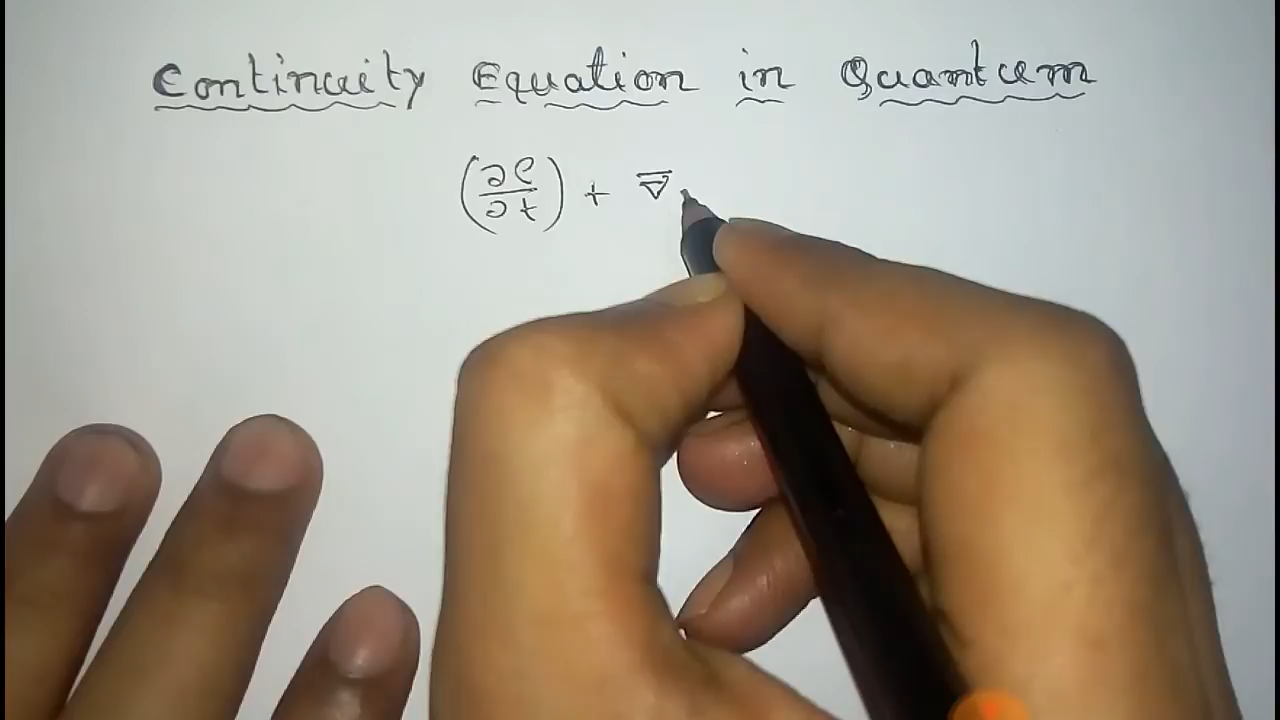 Continuity Equation in Quantum
(∂ρ/∂t) + ∇